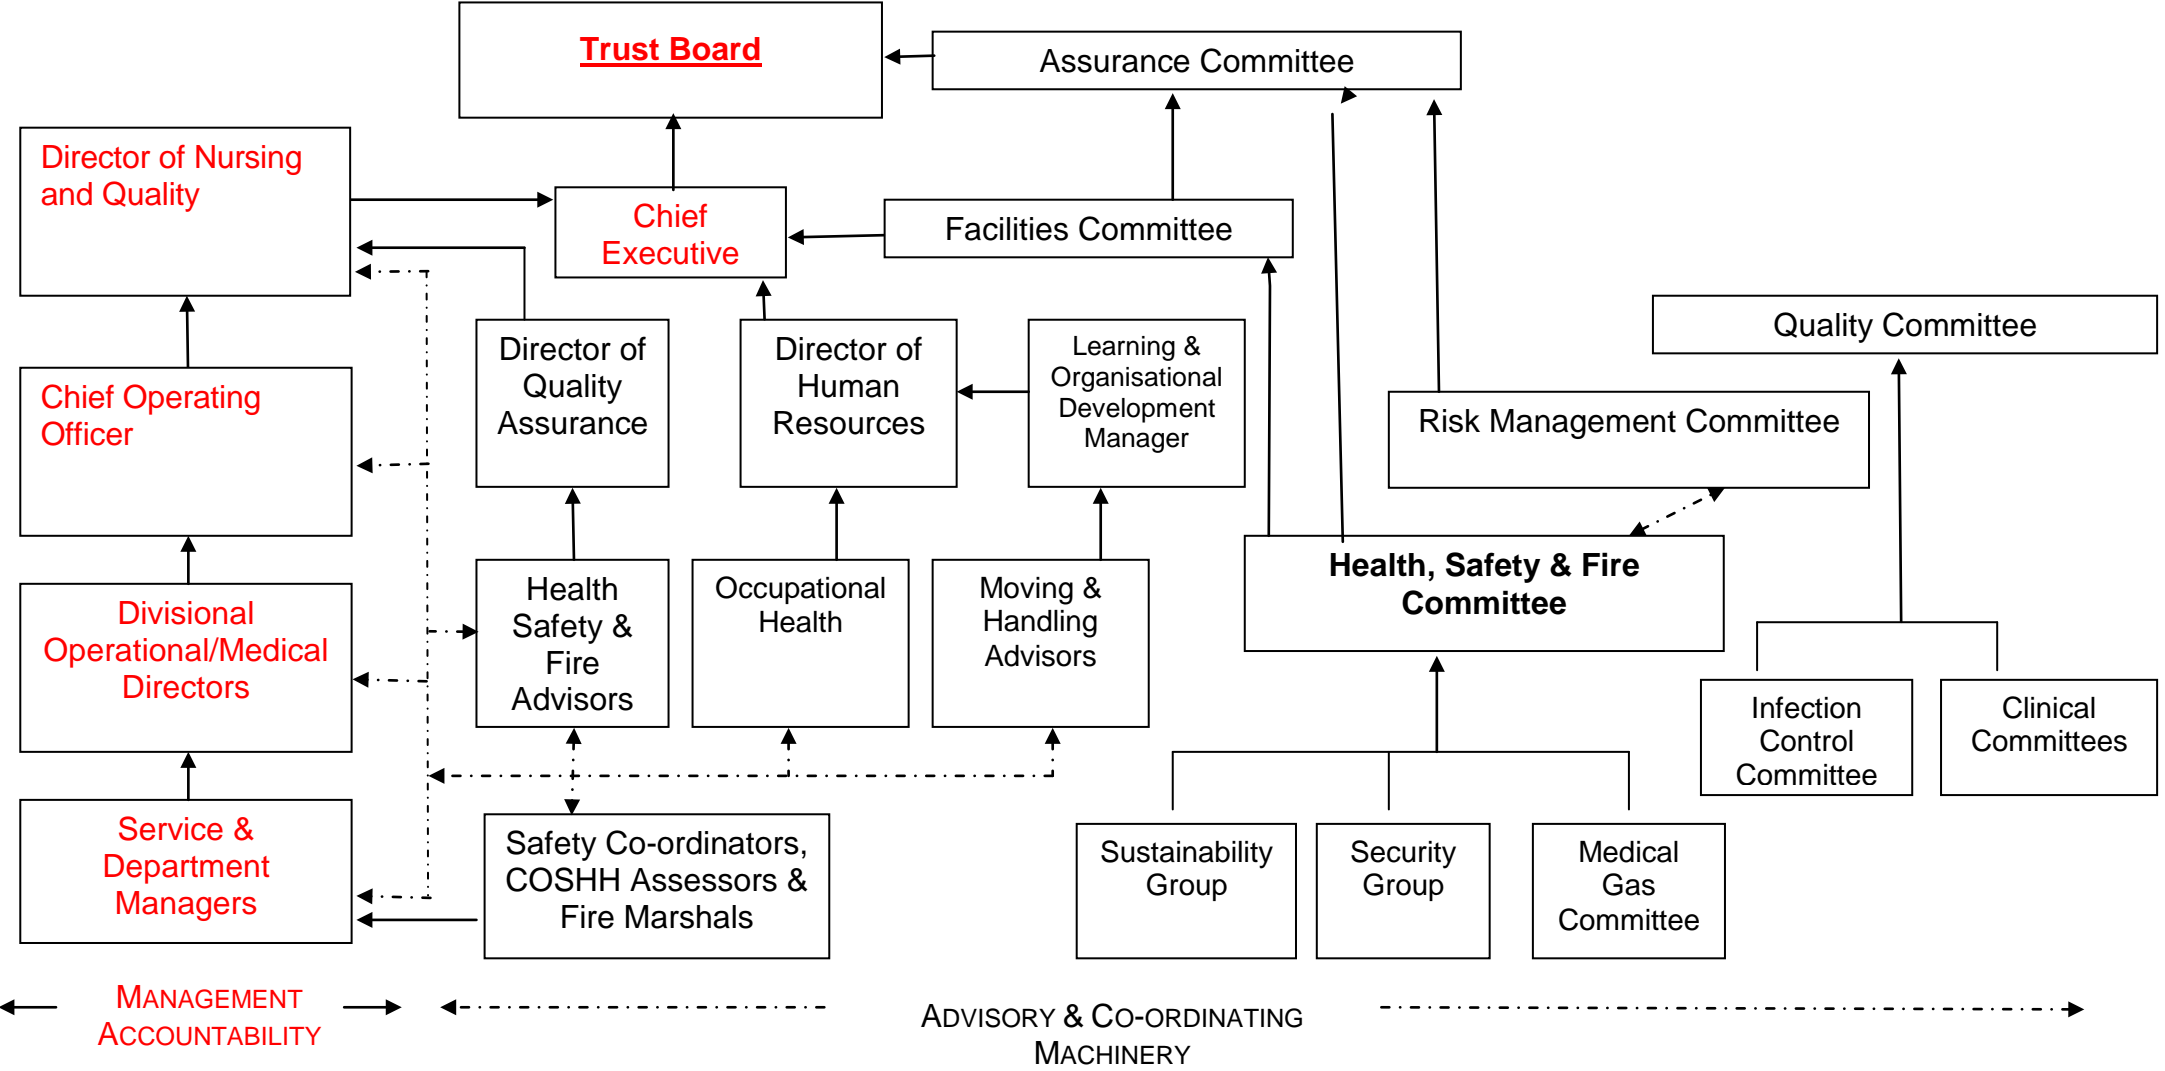 Trust Board
Assurance Committee
Director of Nursing
and Quality
Chief
Executive
Facilities Committee
Quality Committee
Director of
Quality
Assurance
Director of
Human
Resources
Learning &
Organisational
Development
Manager
Chief Operating
Officer
Risk Management Committee
Health, Safety & Fire
Committee
Divisional
Operational/Medical
Directors
Health
Safety &
Fire
Advisors
Occupational
Health
Moving &
Handling
Advisors
Infection
Control
Committee
Clinical
Committees
Service &
Department
Managers
Safety Co-ordinators,
COSHH Assessors &
Fire Marshals
Sustainability
Group
Security
Group
Medical
Gas
Committee
MANAGEMENT
ACCOUNTABILITY
ADVISORY & CO-ORDINATING
MACHINERY